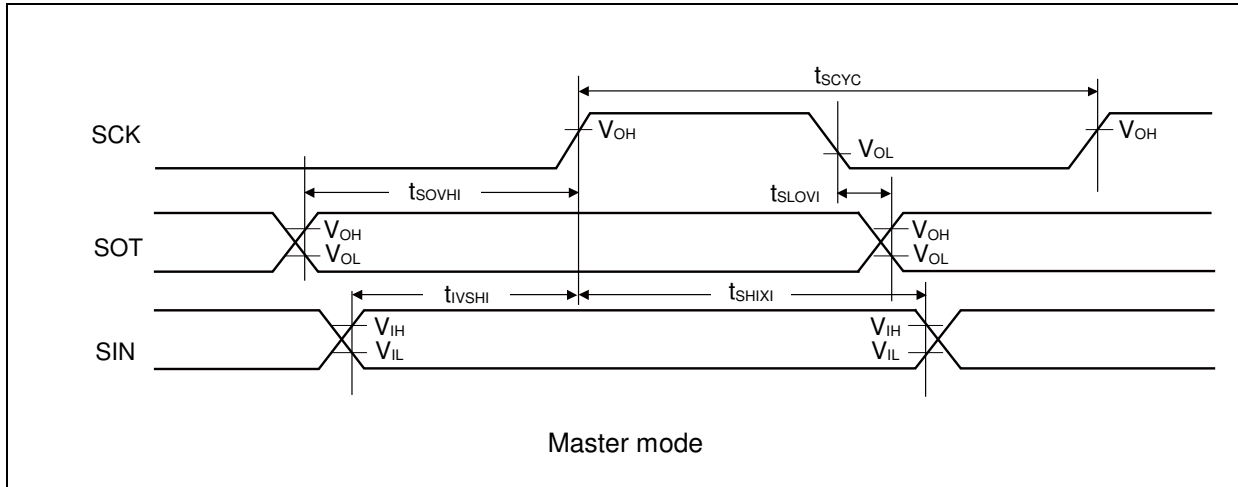 tSCYC
SCK
VOH
VOL
VOH
tSOVHI
tSLOVI
SOT
VOH
VOL
VOH
VOL
tIVSHI
tSHIXI
SIN
VIH
VIL
VIH
VIL
Master mode